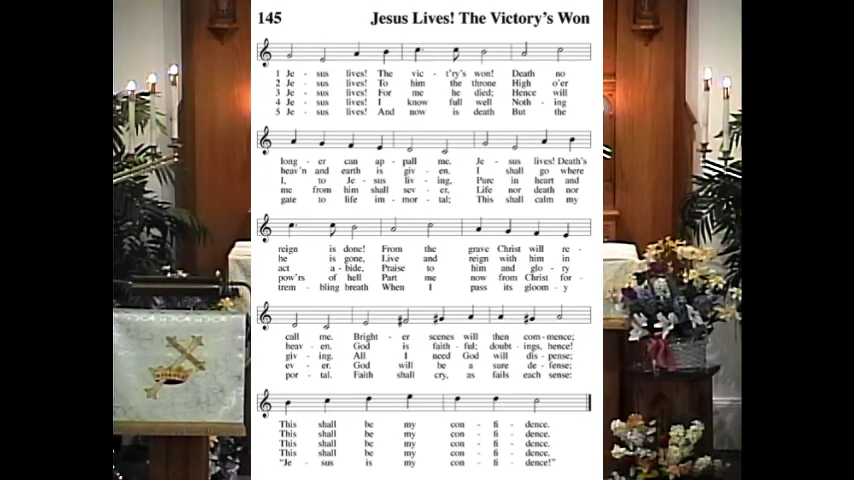 145 Jesus Lives! The Victory's Won
1 Je - sus lives! The vic - t'ry's won! Death no
2 Je - sus lives! To him the throne High o'er
3 Je - sus lives! For me he died; Hence will
4 Je - sus lives! I know full well Noth - ing
5 Je - sus lives! And now is death But the
long - er can ap - pall me. Je - sus lives! Death's
heav'n and earth is giv - en. I shall go where
I, to Je - sus liv - ing, Pure in heart and
me from him shall sev - er, Life nor death nor
gate to life im - mor - tal; This shall calm my
reign is done! From the grave Christ will re -
he is gone, Live and reign with him in
act a - bide, Praise to him and glo - ry
pow'rs of hell Part me now from Christ for -
trem - bling breath When I pass its gloom - y
call me. Bright - er scenes will then com - mence;
heav - en. God is faith - ful; doubt - ings, hence!
giv - ing. All I need God will dis - pense;
ev - er. God will be a sure de - fense;
por - tal. Faith shall cry, as fails each sense:
This shall be my con - fi - dence.
This shall be my con - fi - dence.
This shall be my con - fi - dence.
This shall be my con - fi - dence.
"Je - sus is my con - fi - dence!"